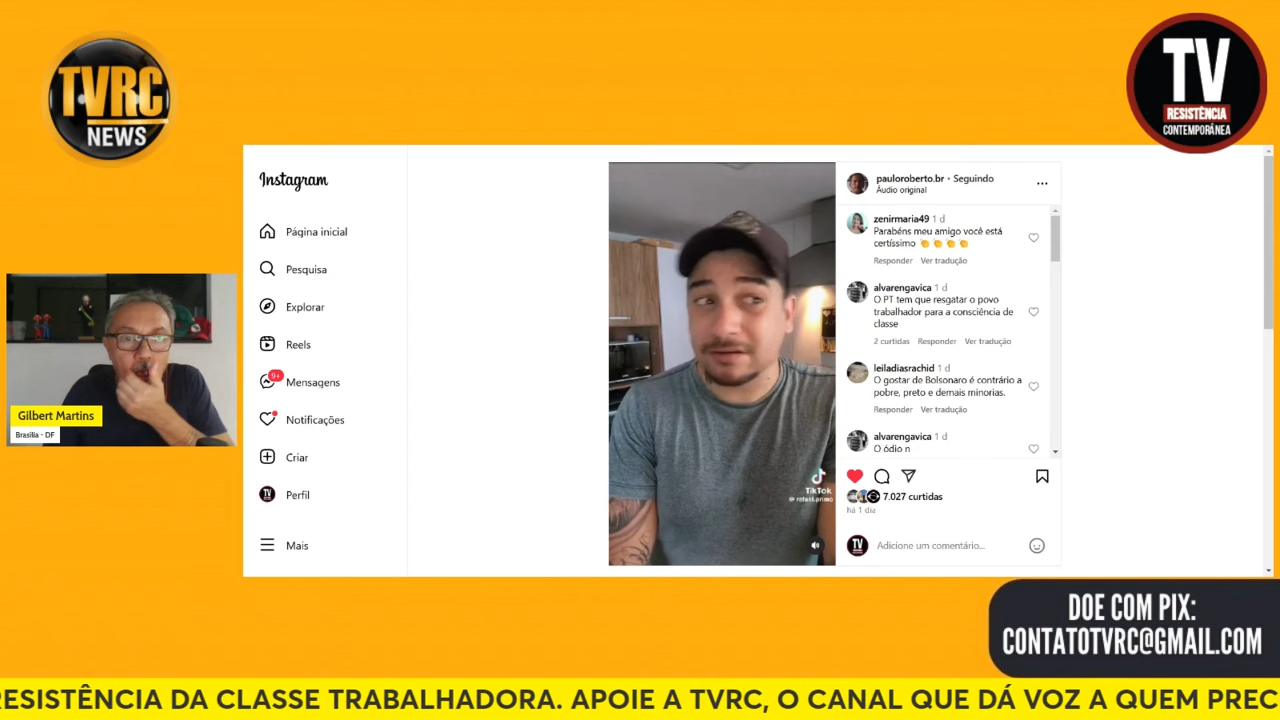 TVRC
NEWS
TV
RESISTÊNCIA
CONTEMPORÂNEA
Instagram
Página inicial
Pesquisa
Explorar
Reels
9+
Mensagens
Notificações
Criar
Perfil
Mais
Gilbert Martins
Brasília - DF
TikTok
pauloroberto.br • Seguindo
Áudio original
zenirmaria49 1 d
Parabéns meu amigo você está
certíssimo
Responder Ver tradução
alvarengavica 1 d
O PT tem que resgatar o povo
trabalhador para a consciência de
classe
2 curtidas Responder Ver tradução
leiladiasrachid 1 d
O gostar de Bolsonaro é contrário a
pobre, preto e demais minorias.
Responder Ver tradução
alvarengavica 1 d
O ódio n
7.027 curtidas
há 1 dia
Adicione um comentário...
DOE COM PIX:
CONTATOTVRC@GMAIL.COM
RESISTÊNCIA DA CLASSE TRABALHADORA. APOIE A TVRC, O CANAL QUE DÁ VOZ A QUEM PREC